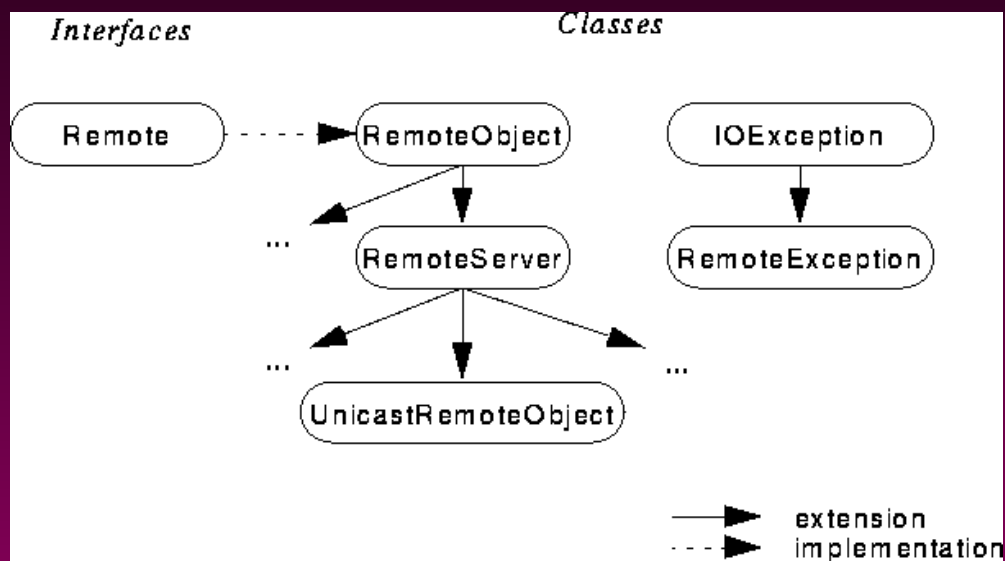 Interfaces
Classes
Remote
RemoteObject
IOException
...
RemoteServer
RemoteException
...
...
UnicastRemoteObject
extension
implementation